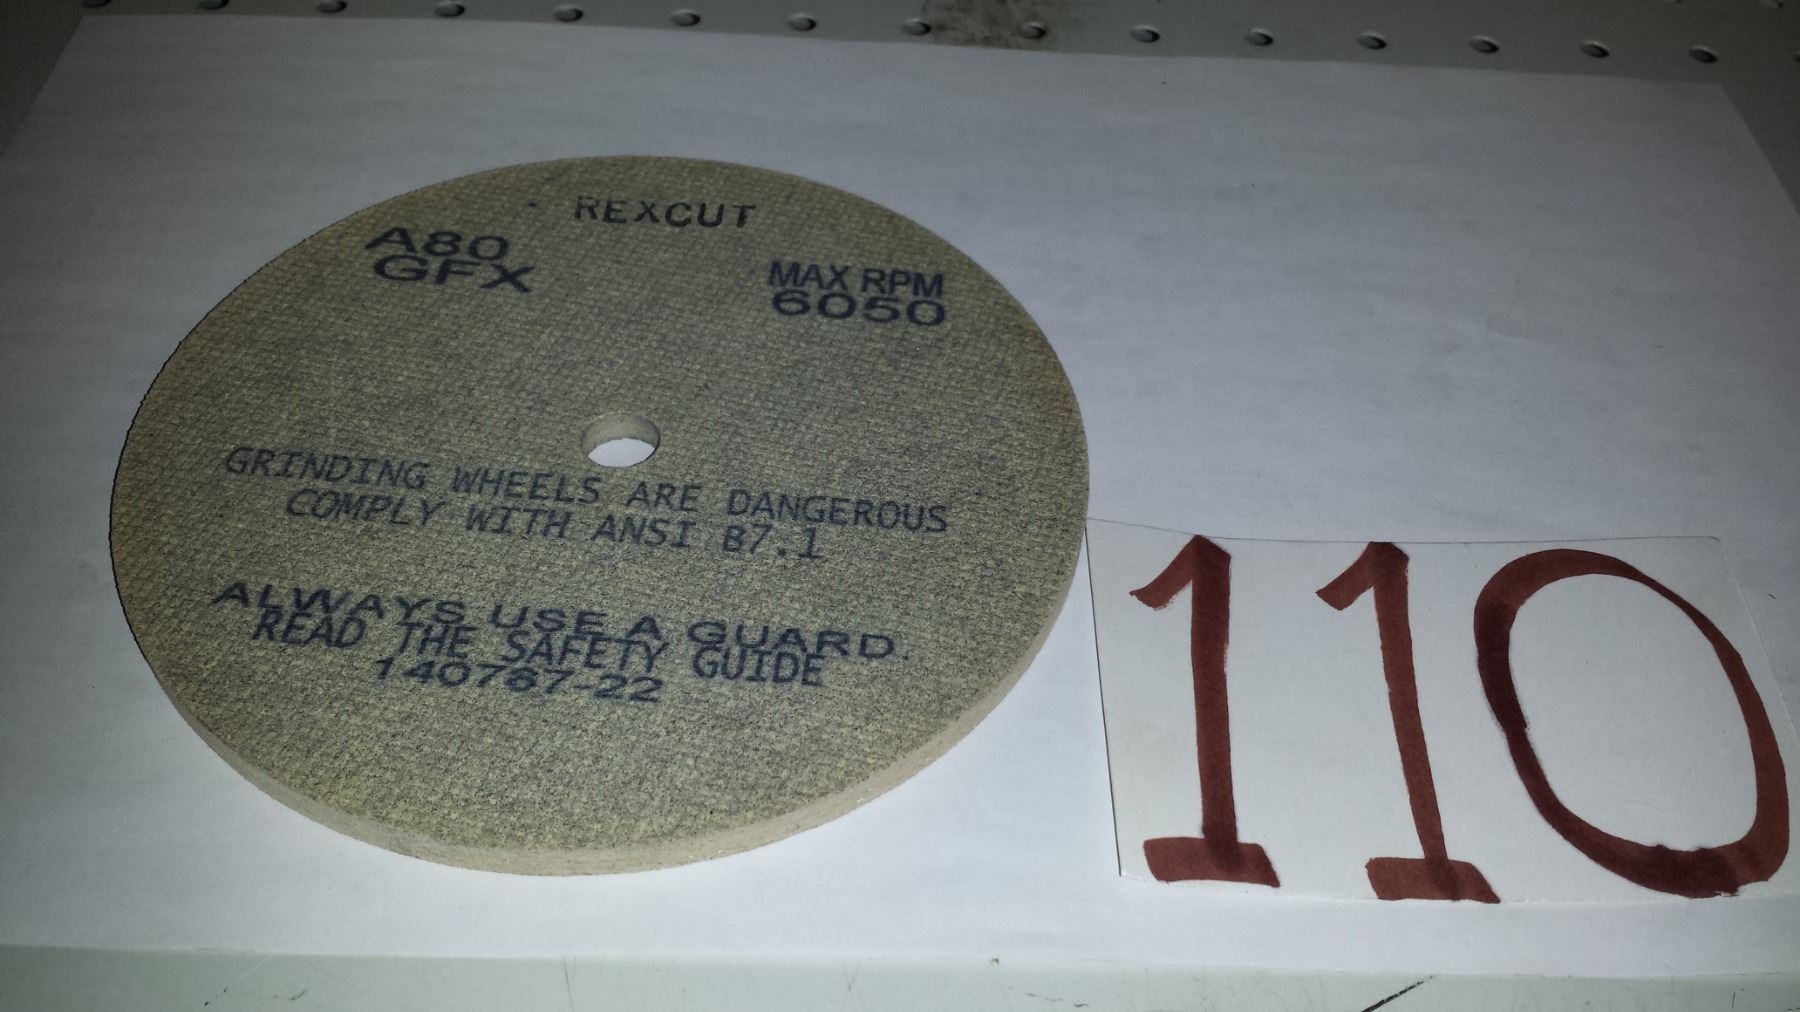 REXCUT
A80
GFX
MAX RPM
6050
GRINDING WHEELS ARE DANGEROUS
COMPLY WITH ANSI B7.1
ALWAYS USE A GUARD.
READ THE SAFETY GUIDE
140767-22
110